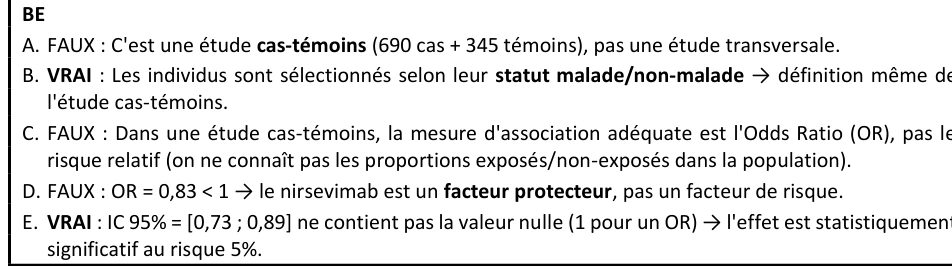 BE
A. FAUX : C'est une étude cas-témoins (690 cas + 345 témoins), pas une étude transversale.
B. VRAI : Les individus sont sélectionnés selon leur statut malade/non-malade → définition même de
l'étude cas-témoins.
C. FAUX : Dans une étude cas-témoins, la mesure d'association adéquate est l'Odds Ratio (OR), pas le
risque relatif (on ne connaît pas les proportions exposés/non-exposés dans la population).
D. FAUX : OR = 0,83 < 1 → le nirsevimab est un facteur protecteur, pas un facteur de risque.
E. VRAI : IC 95% = [0,73 ; 0,89] ne contient pas la valeur nulle (1 pour un OR) → l'effet est statistiquement
significatif au risque 5%.